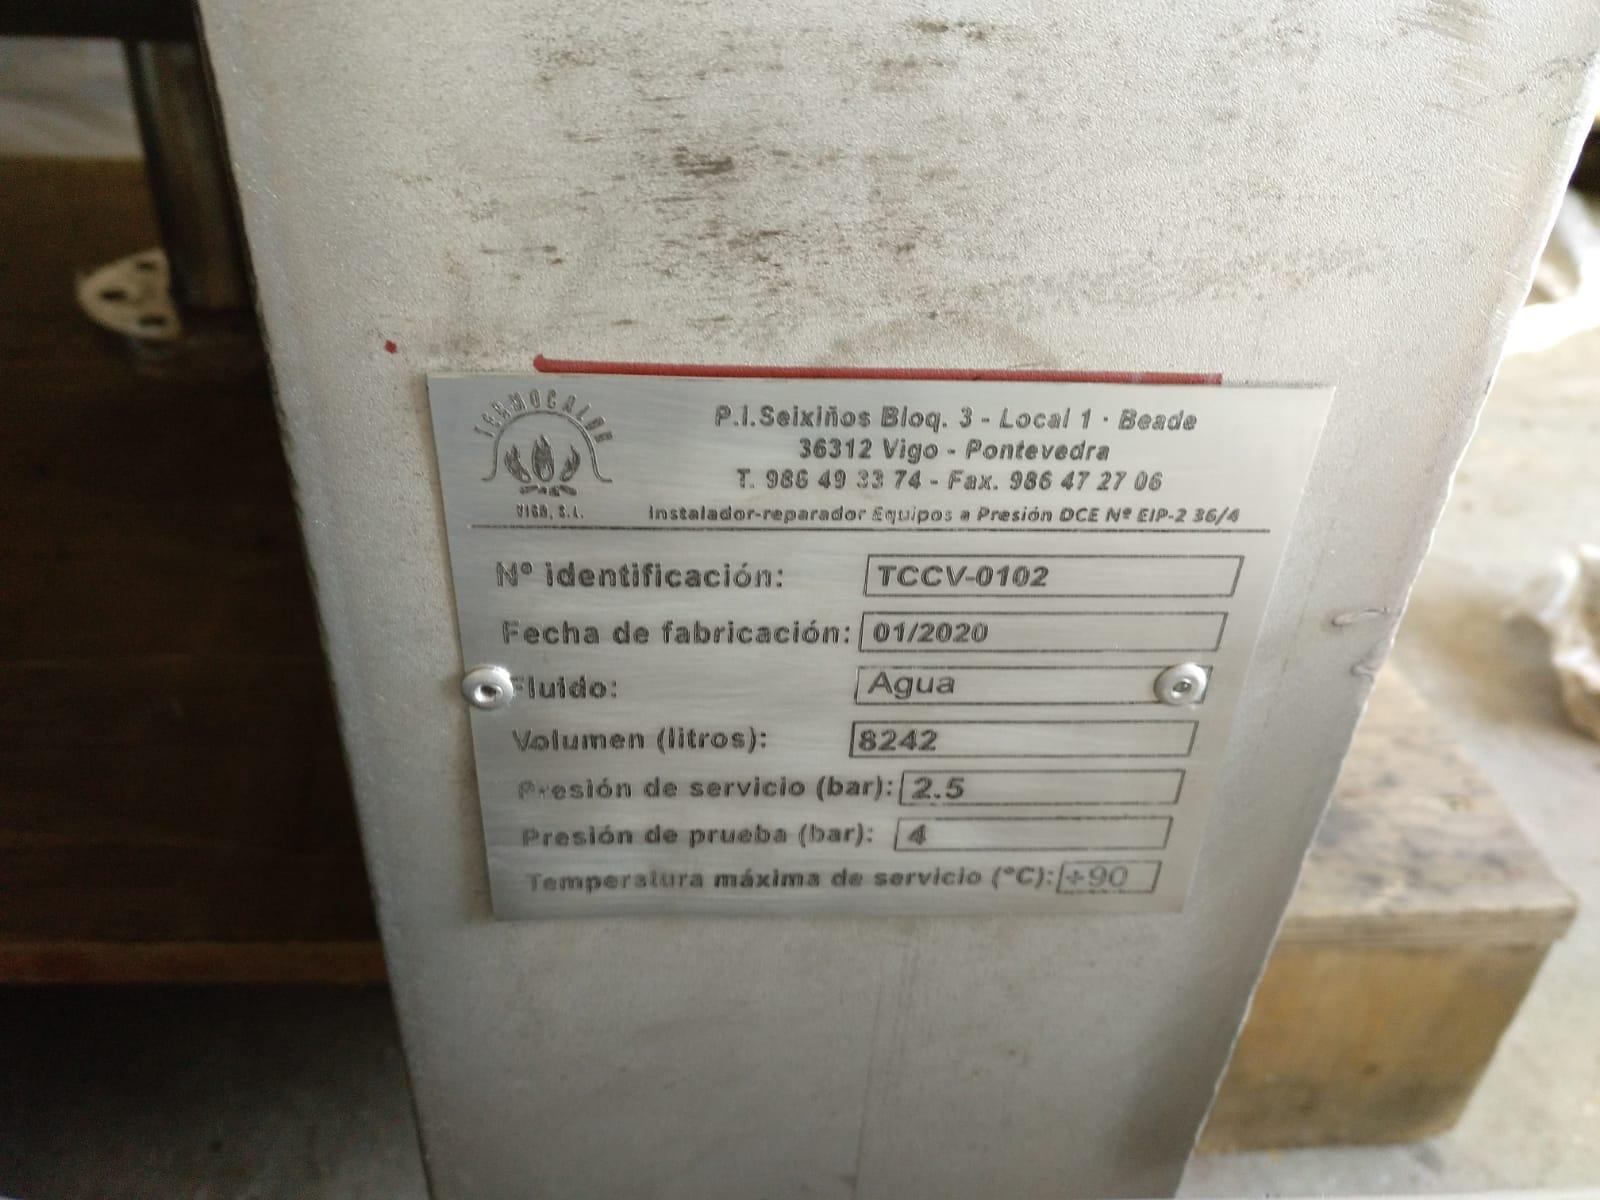 TERMOCALOR
VIGO, S.L.
P.I.Seixiños Bloq. 3 - Local 1 · Beade
36312 Vigo - Pontevedra
T. 986 49 33 74 - Fax. 986 47 27 06
Instalador-reparador Equipos a Presión DCE Nº EIP-2 36/4
Nº identificación: TCCV-0102
Fecha de fabricación: 01/2020
Fluido: Agua
Volumen (litros): 8242
Presión de servicio (bar): 2.5
Presión de prueba (bar): 4
Temperatura máxima de servicio (°C): +90